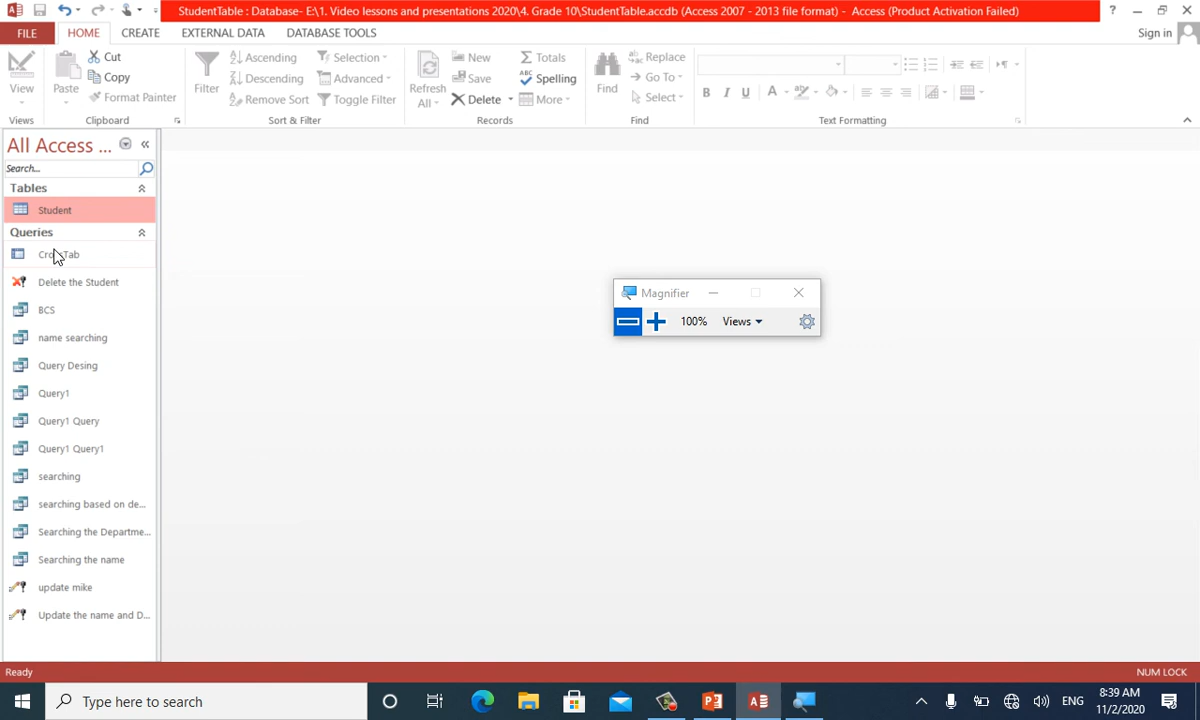 StudentTable : Database- E:\1. Video lessons and presentations 2020\4. Grade 10\StudentTable.accdb (Access 2007 - 2013 file format) - Access (Product Activation Failed)
FILE HOME CREATE EXTERNAL DATA DATABASE TOOLS Sign in
View
Views
Paste
Cut
Copy
Format Painter
Clipboard
Filter
Ascending
Descending
Remove Sort
Selection
Advanced
Toggle Filter
Sort & Filter
Refresh
All
New
Save
Delete
Totals
Spelling
More
Records
Find
Replace
Go To
Select
Find
B I U A
Text Formatting
All Access ...
Search...
Tables
Student
Queries
CrossTab
Delete the Student
BCS
name searching
Query Desing
Query1
Query1 Query
Query1 Query1
searching
searching based on de...
Searching the Departme...
Searching the name
update mike
Update the name and D...
Magnifier
100% Views
Ready
NUM LOCK
Type here to search
ENG
8:39 AM
11/2/2020